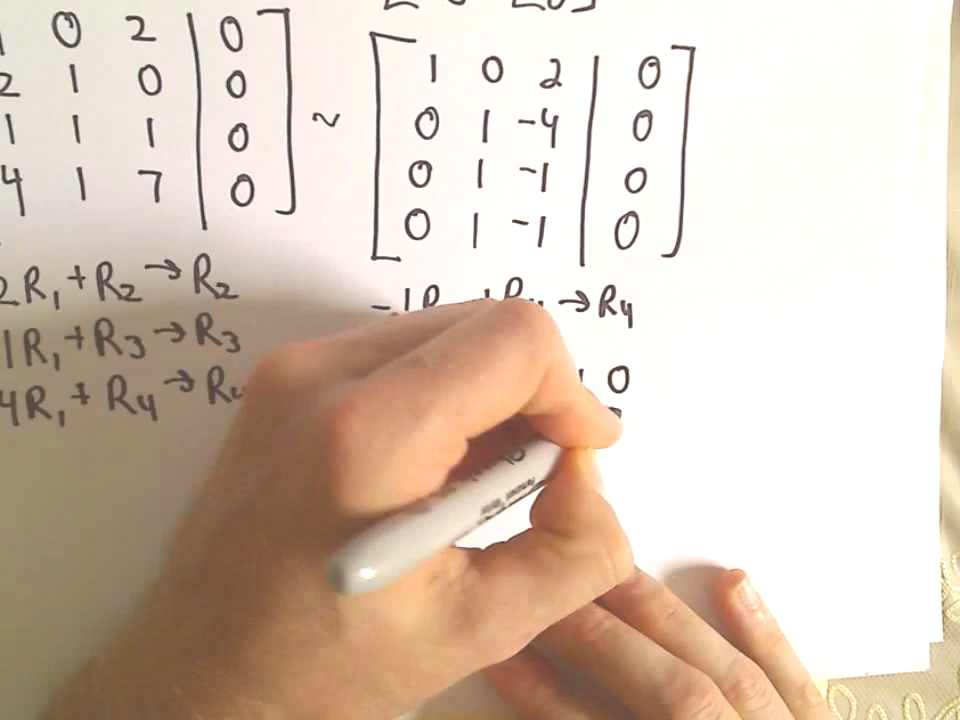 1 0 2 | 0
2 1 0 | 0
1 1 1 | 0
4 1 7 | 0
~
1 0 2 | 0
0 1 -4 | 0
0 1 -1 | 0
0 1 -1 | 0
2R₁ + R₂ → R₂
1R₁ + R₃ → R₃
4R₁ + R₄ → R₄
-1R + R → R₄
0